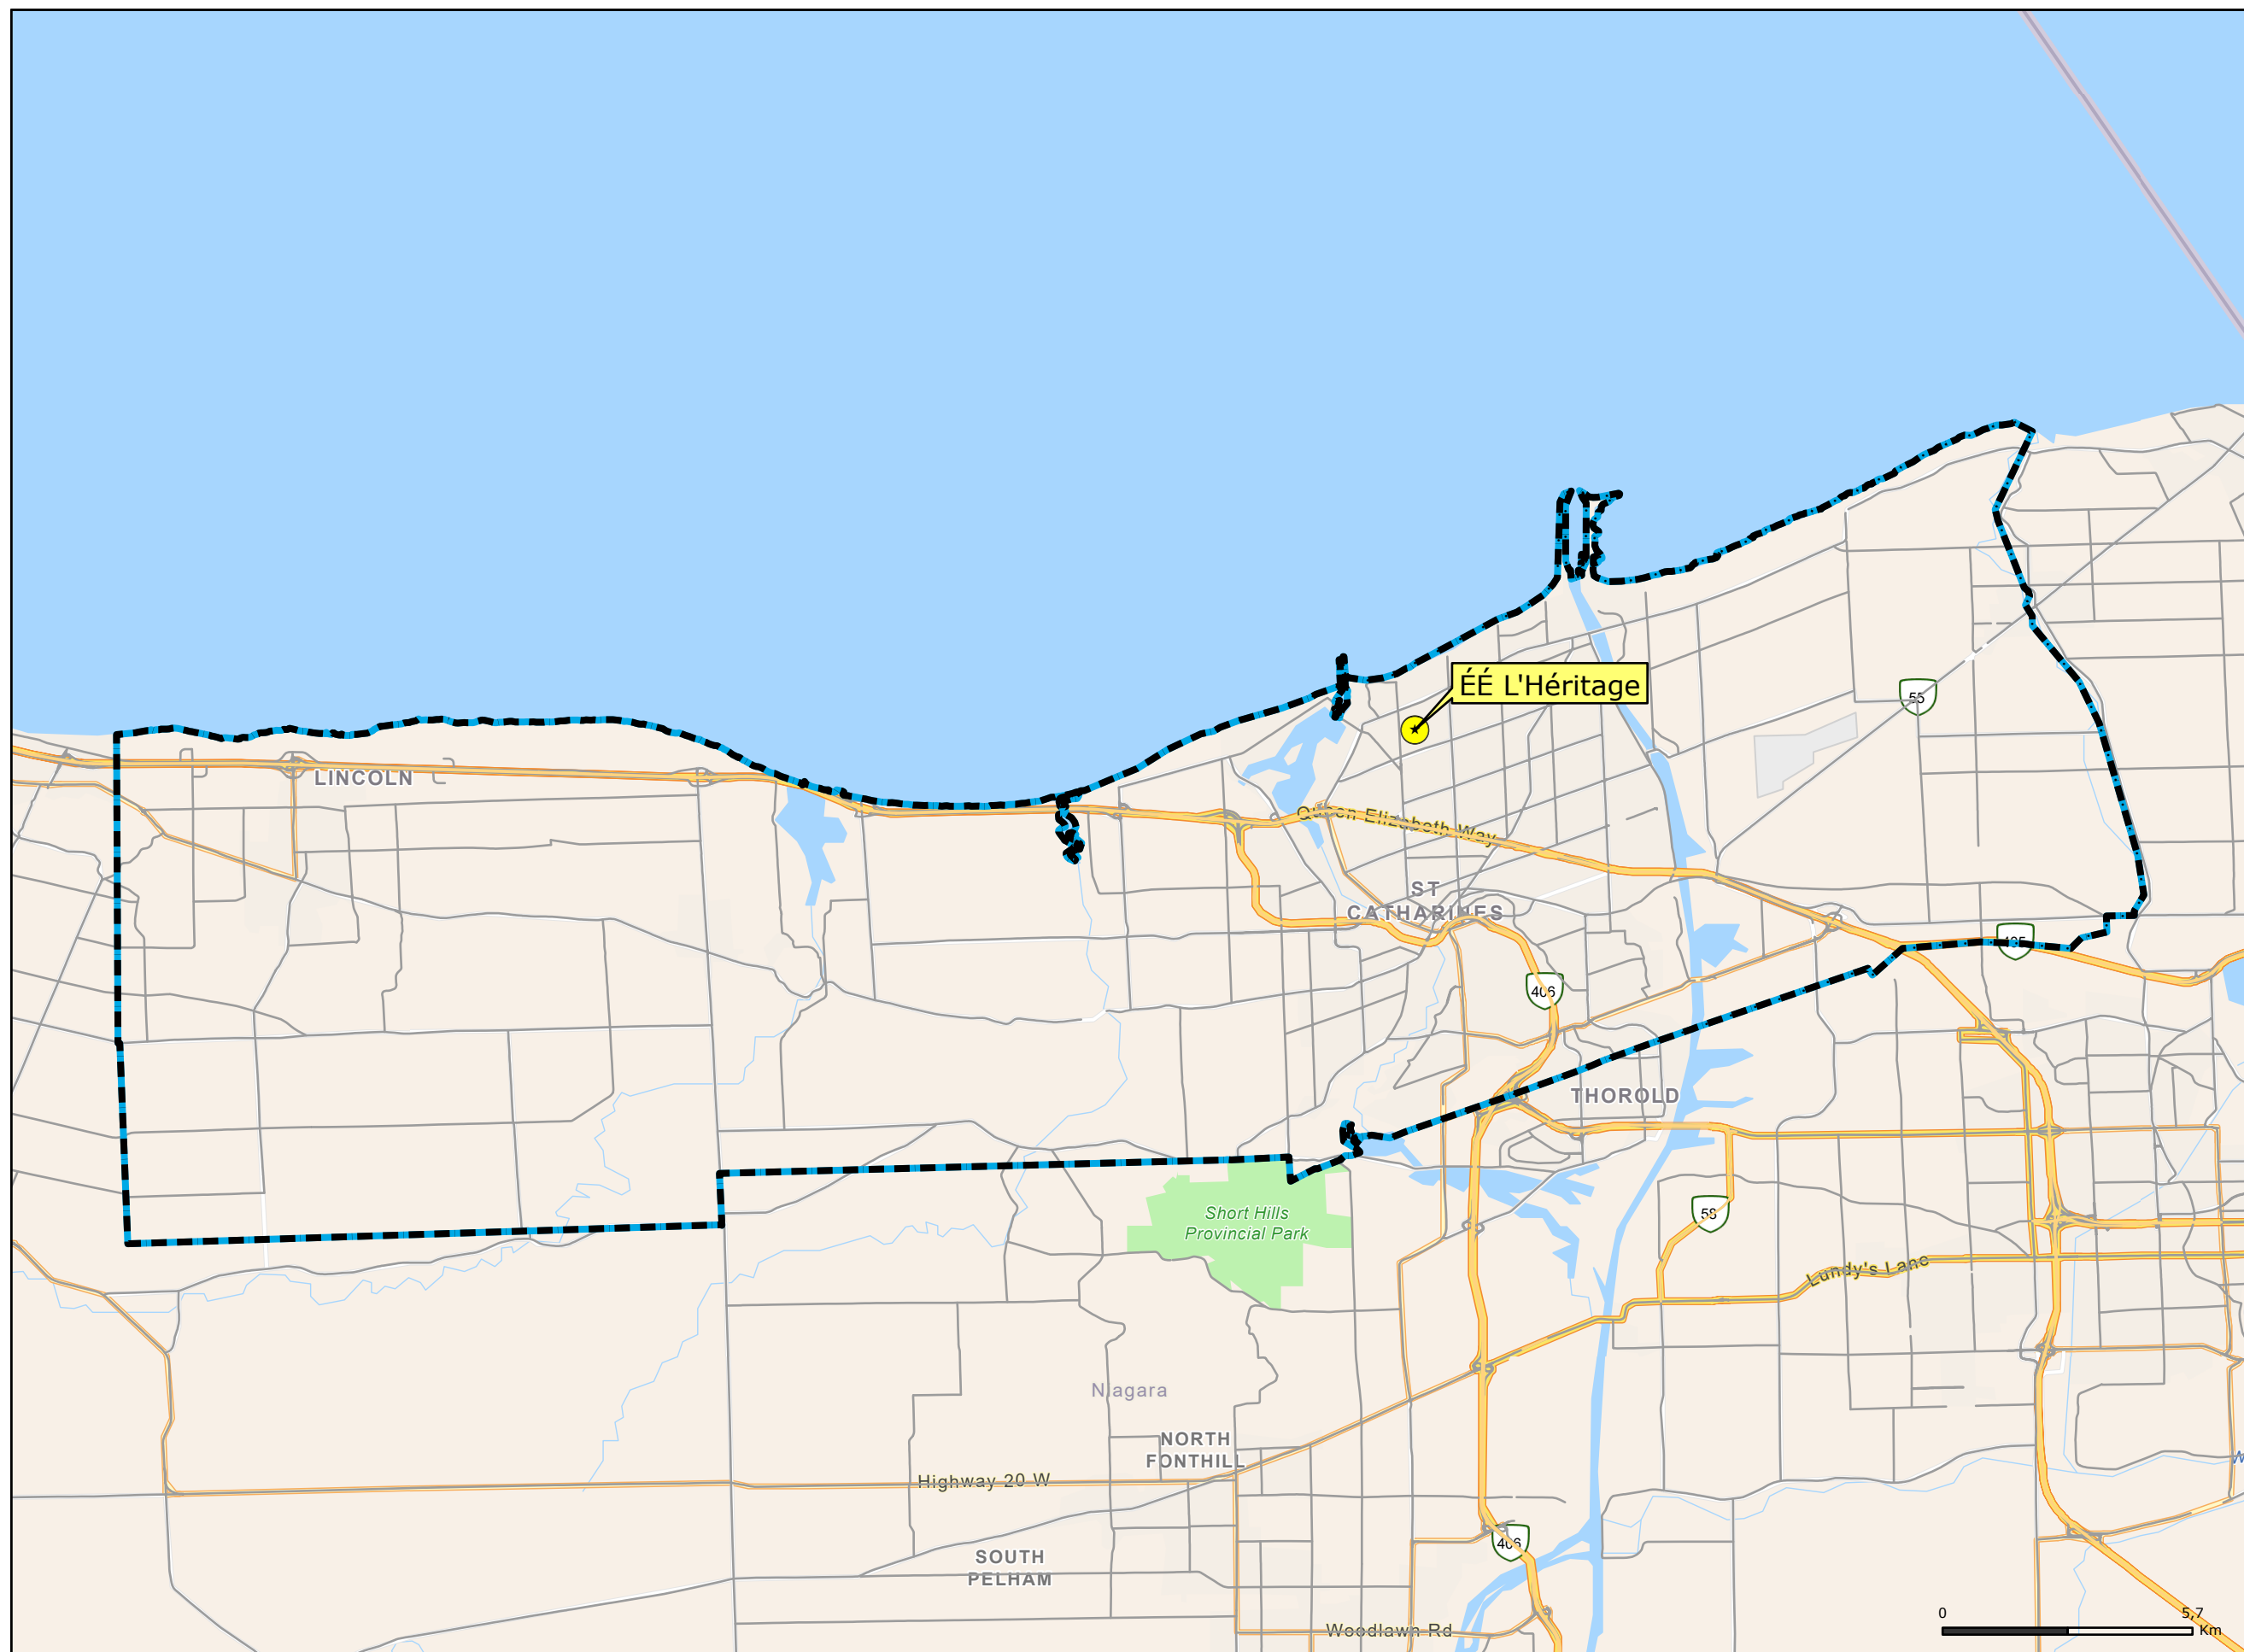 ÉÉ L'Héritage
55
LINCOLN
Queen Elizabeth Way
ST
CATHARINES
405
406
THOROLD
Short Hills
Provincial Park
58
Lundy's Lane
Niagara
NORTH
FONTHILL
Highway 20 W
W
406
SOUTH
PELHAM
0
5,7
Km
Woodlawn Rd